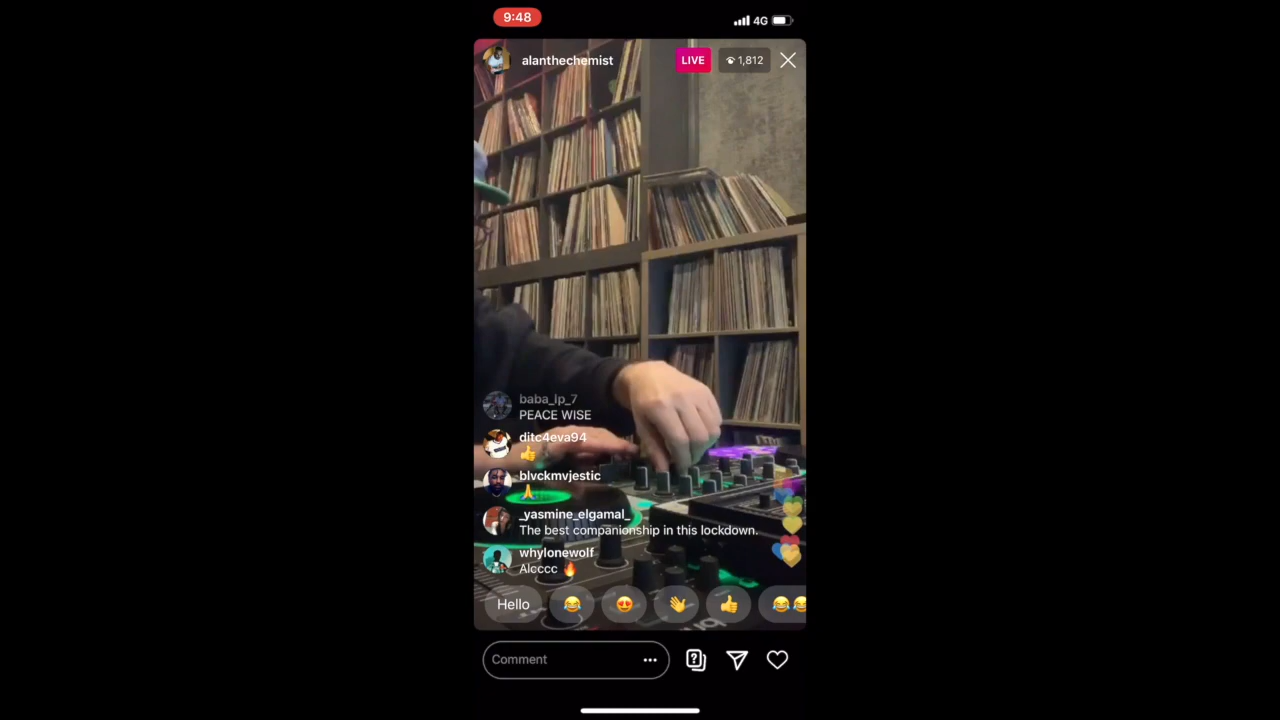 9:48
4G
alanthechemist
LIVE
1,812
baba_ip_7
PEACE WISE
ditc4eva94
👍
blvckmvjestic
🙏
_yasmine_elgamal_
The best companionship in this lockdown.
whylonewolf
Alcccc 🔥
Hello
😂
😍
👋
👍
😂😂
Comment